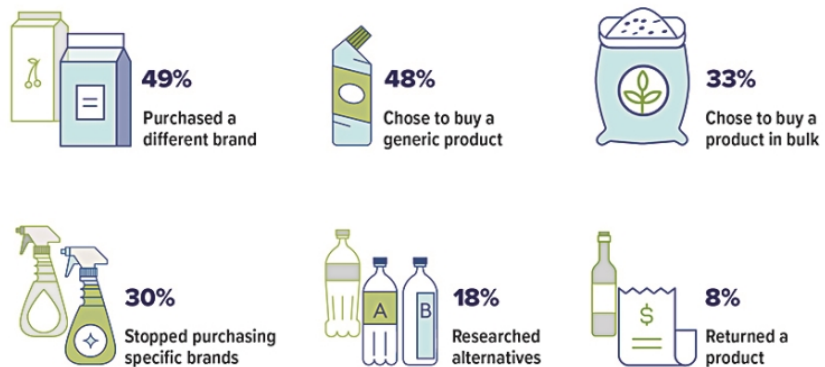 49%
Purchased a
different brand
48%
Chose to buy a
generic product
33%
Chose to buy a
product in bulk
30%
Stopped purchasing
specific brands
A
B
18%
Researched
alternatives
$
8%
Returned a
product